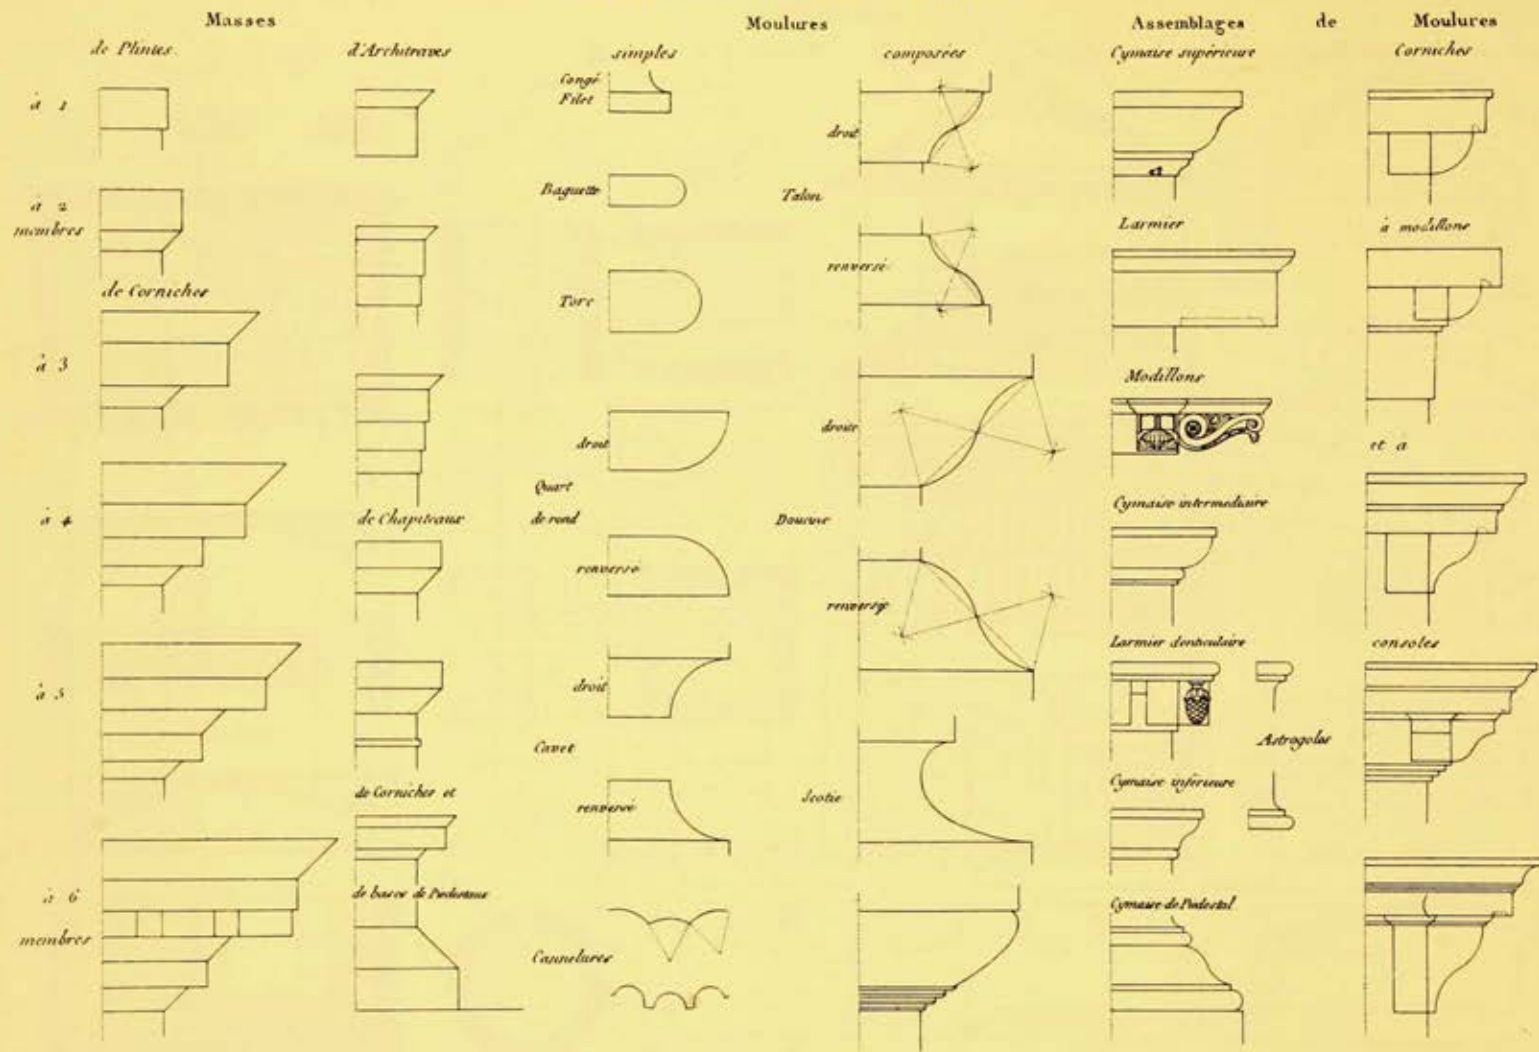 Masses
Moulures
Assemblages de Moulures
de Plintes.
d'Architraves
simples
composées
Cymaise supérieure
Corniches
à 1
Congé
Filet
droit
à 2
membres
Baguette
Talon
Larmier
à modillons
renversé
de Corniches
Tore
à 3
Modillons
droit
droite
et à
Quart
de rond
à 4
de Chapiteaux
Doucine
Cymaise intermediaire
renversé
renversée
Larmier denticulaire
consoles
à 5
droit
Cavet
Astragales
de Corniches et
Scotie
Cymaise inférieure
renversé
à 6
membres
de bases de Piedestaux
Cymaise de Piedestal
Cannelures